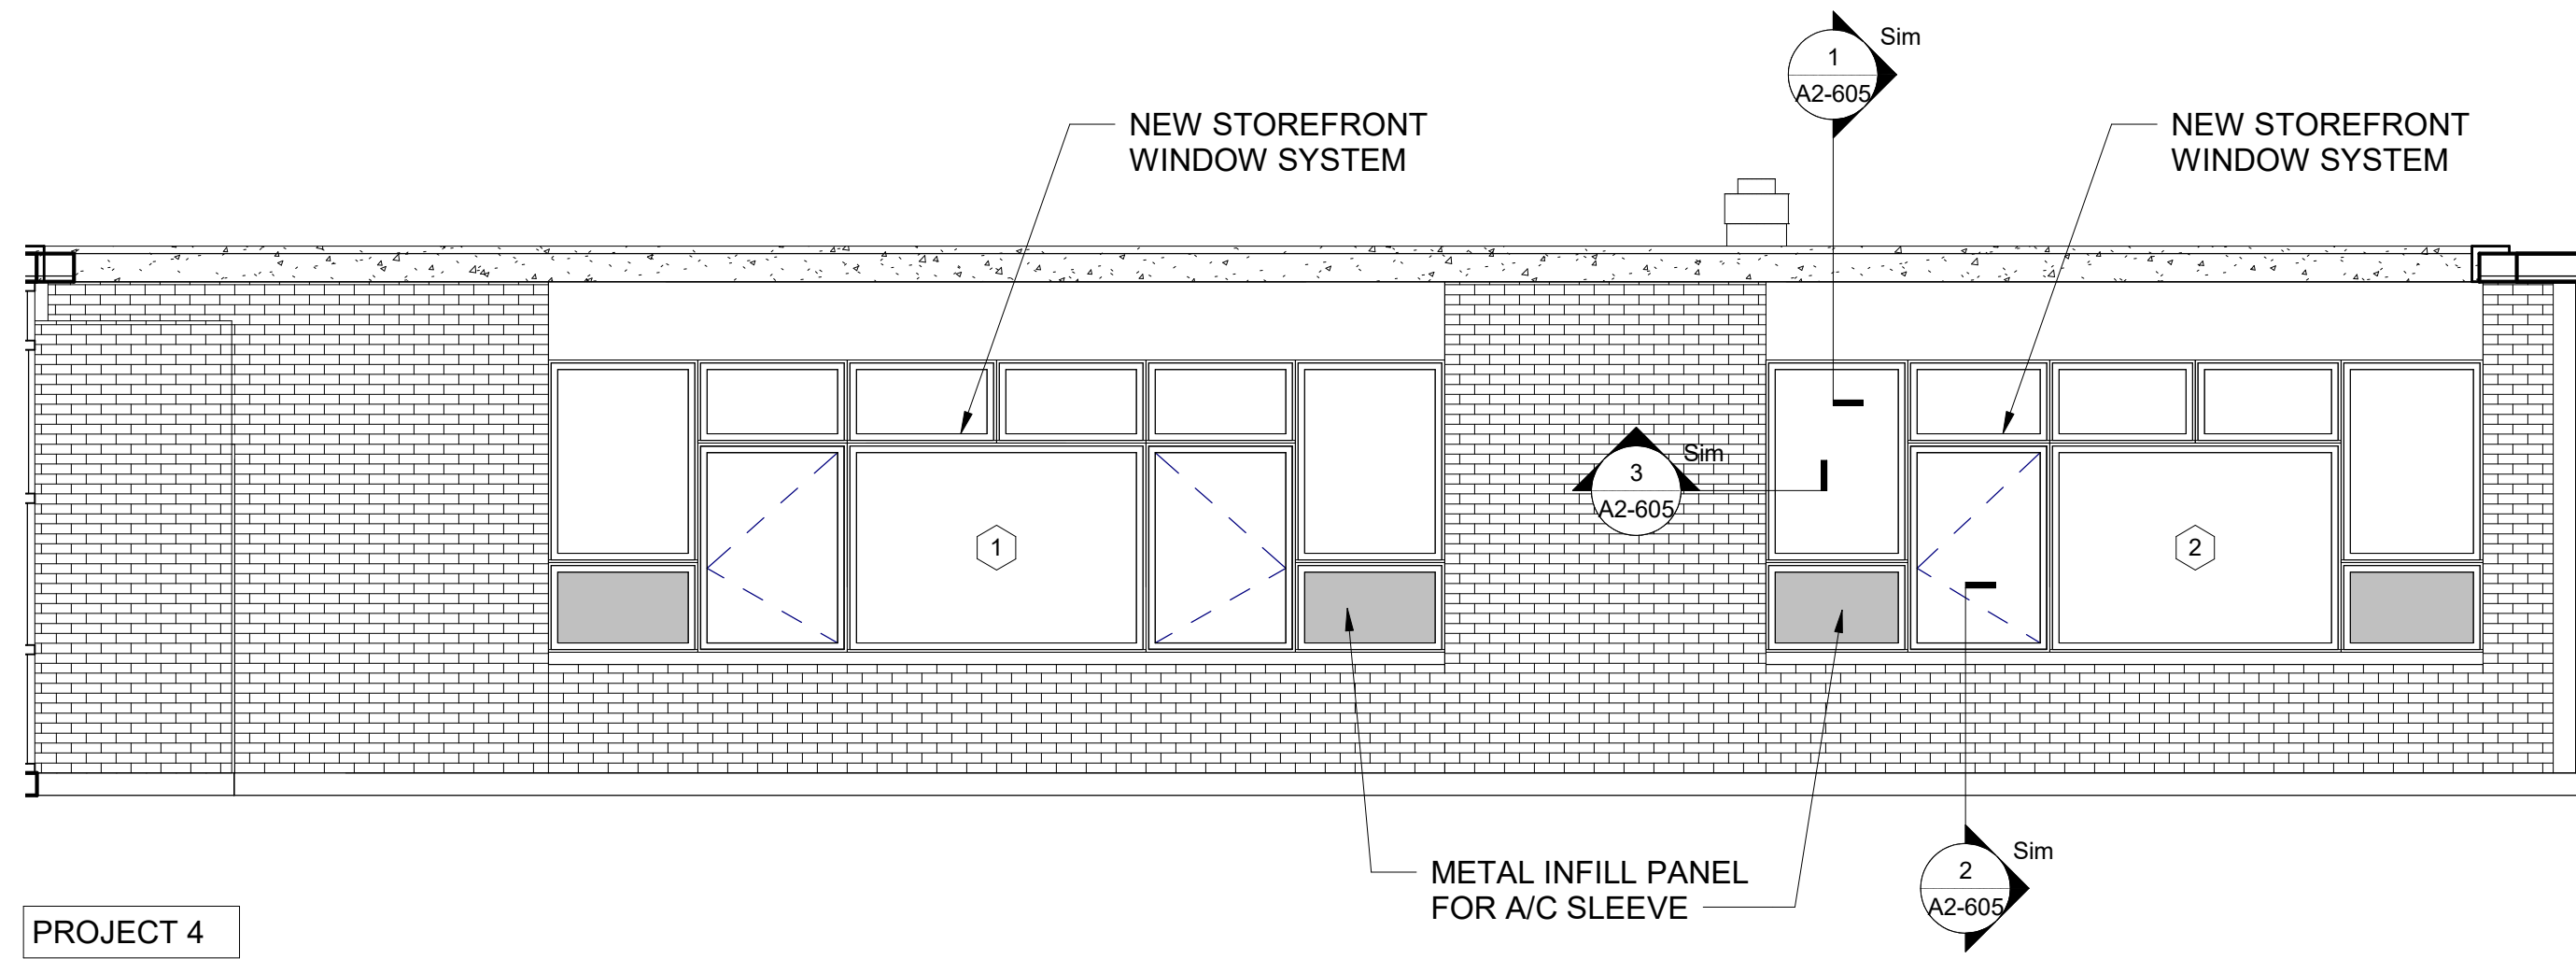 1
A2-605
Sim
NEW STOREFRONT
WINDOW SYSTEM
NEW STOREFRONT
WINDOW SYSTEM
3
A2-605
Sim
1
2
METAL INFILL PANEL
FOR A/C SLEEVE
2
A2-605
Sim
PROJECT 4